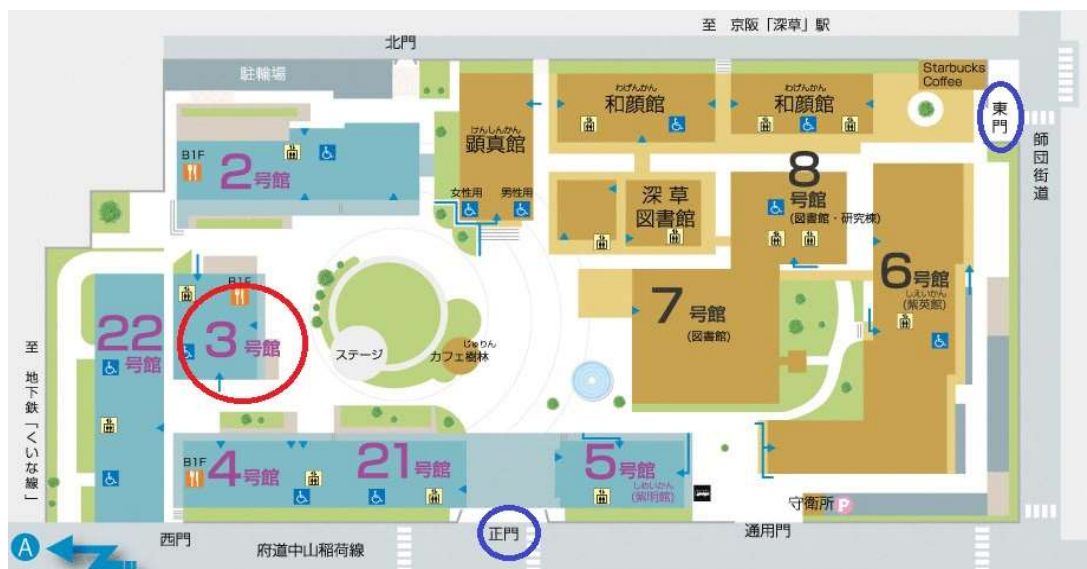 至 京阪「深草」駅
北門
駐輪場
Starbucks
Coffee
わげんかん
和顔館
わげんかん
和顔館
けんしんかん
顕真館
東門
師団街道
B1F
2号館
女性用
男性用
深草
図書館
8
号館
(図書館・研究棟)
B1F
22
号館
3号館
6号館
しえいかん
(紫英館)
7号館
(図書館)
ステージ
じゅりん
カフェ樹林
至 地下鉄「くいな線」
B1F
4号館
21号館
5号館
しめいかん
(紫明館)
守衛所
P
西門
正門
通用門
府道中山稲荷線
A